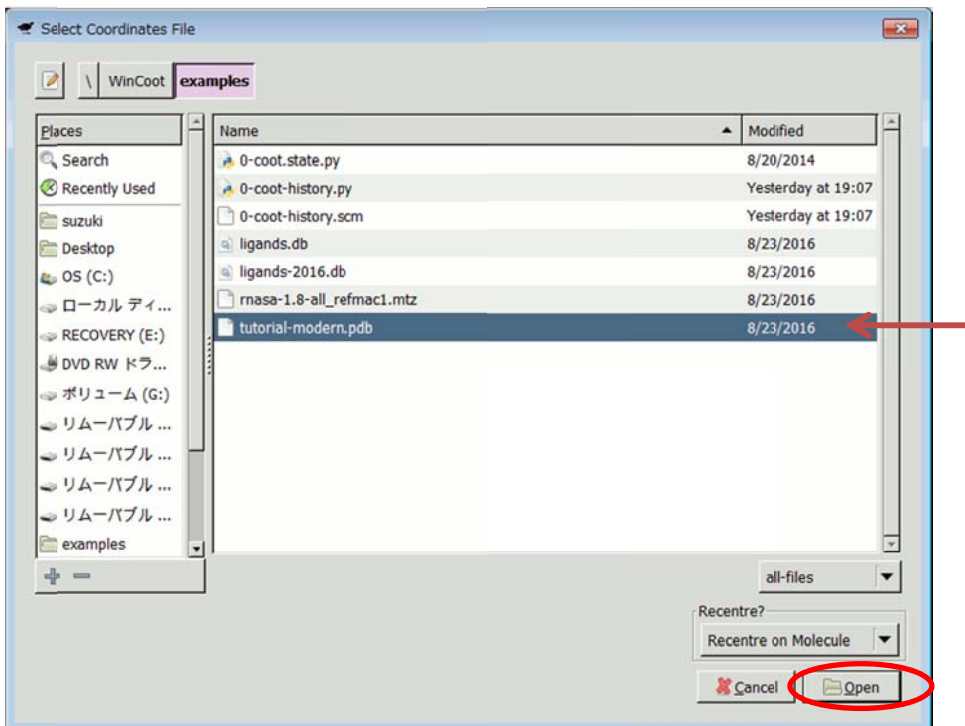 Select Coordinates File
\ WinCoot examples
Places
Search
Recently Used
suzuki
Desktop
OS (C:)
ローカル ディ...
RECOVERY (E:)
DVD RW ドラ...
ボリューム (G:)
リムーバブル ...
リムーバブル ...
リムーバブル ...
リムーバブル ...
examples
Name Modified
0-coot.state.py 8/20/2014
0-coot-history.py Yesterday at 19:07
0-coot-history.scm Yesterday at 19:07
ligands.db 8/23/2016
ligands-2016.db 8/23/2016
rnasa-1.8-all_refmac1.mtz 8/23/2016
tutorial-modern.pdb 8/23/2016
all-files
Recentre?
Recentre on Molecule
Cancel Open